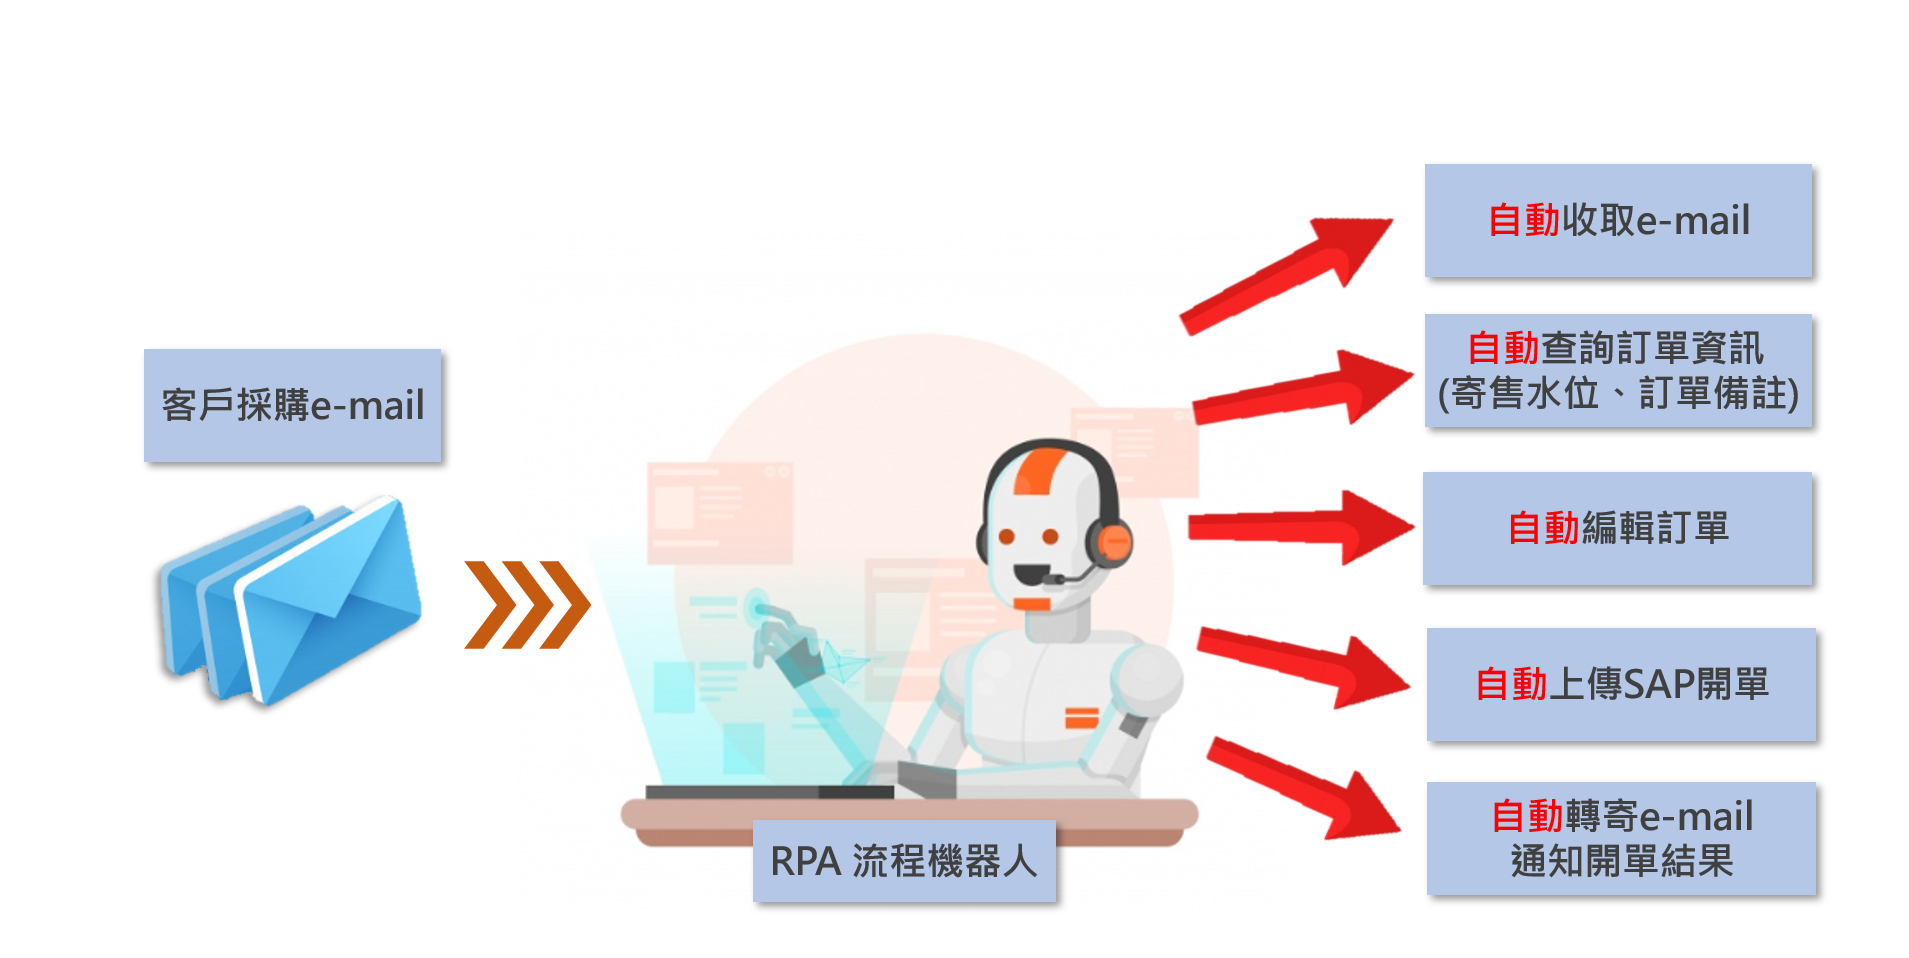 客戶採購e-mail
RPA 流程機器人
自動收取e-mail
自動查詢訂單資訊
(寄售水位、訂單備註)
自動編輯訂單
自動上傳SAP開單
自動轉寄e-mail
通知開單結果